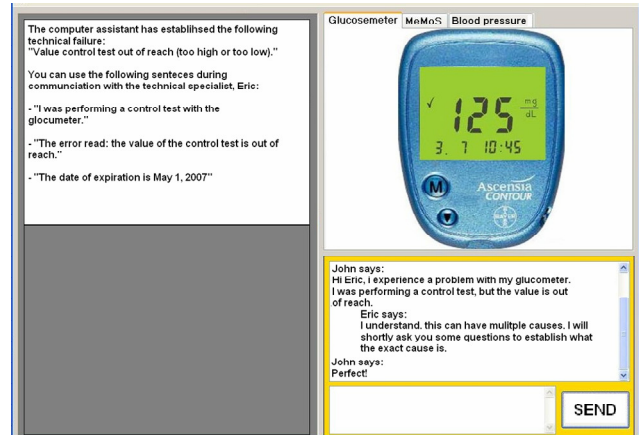 The computer assistant has establihsed the following
technical failure:
"Value control test out of reach (too high or too low)."
You can use the following senteces during
communciation with the technical specialist, Eric:
- "I was performing a control test with the
glocumeter."
- "The error read: the value of the control test is out of
reach."
- "The date of expiration is May 1, 2007"
Glucosemeter MeMoS Blood pressure
✓ 125 mg/dL
3. 7 10:45
M
Ascensia
CONTOUR
BAYER
John says:
Hi Eric, i experience a problem with my glucometer.
I was performing a control test, but the value is out
of reach.
Eric says:
I understand. this can have mulitple causes. I will
shortly ask you some questions to establish what
the exact cause is.
John says:
Perfect!
SEND